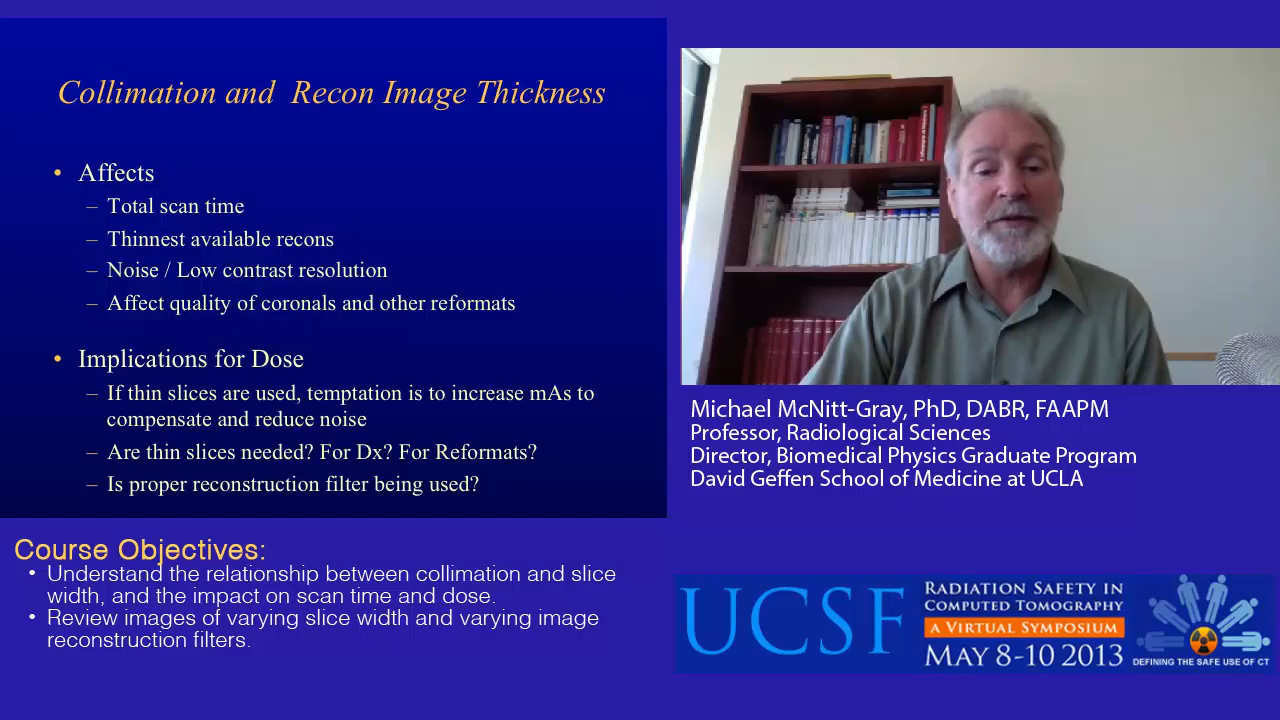 Collimation and Recon Image Thickness
• Affects
– Total scan time
– Thinnest available recons
– Noise / Low contrast resolution
– Affect quality of coronals and other reformats
• Implications for Dose
– If thin slices are used, temptation is to increase mAs to
compensate and reduce noise
– Are thin slices needed? For Dx? For Reformats?
– Is proper reconstruction filter being used?
Michael McNitt-Gray, PhD, DABR, FAAPM
Professor, Radiological Sciences
Director, Biomedical Physics Graduate Program
David Geffen School of Medicine at UCLA
Course Objectives:
• Understand the relationship between collimation and slice
width, and the impact on scan time and dose.
• Review images of varying slice width and varying image
reconstruction filters.
UCSF
RADIATION SAFETY IN
COMPUTED TOMOGRAPHY
A VIRTUAL SYMPOSIUM
MAY 8-10 2013
DEFINING THE SAFE USE OF CT